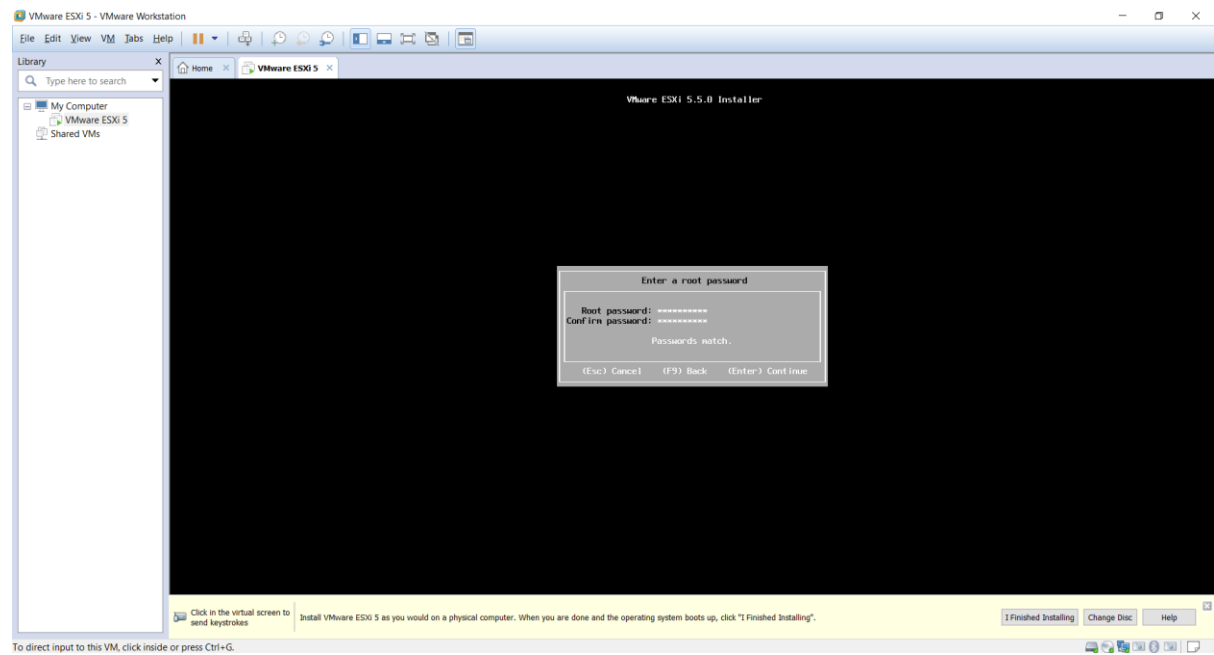 VMware ESXi 5 - VMware Workstation
File Edit View VM Tabs Help
Library X
Type here to search
My Computer
VMware ESXi 5
Shared VMs
Home VMware ESXi 5
VMware ESXi 5.5.0 Installer
Enter a root password
Root password: **********
Confirm password: **********
Passwords match.
(Esc) Cancel (F9) Back (Enter) Continue
Click in the virtual screen to
send keystrokes
Install VMware ESXi 5 as you would on a physical computer. When you are done and the operating system boots up, click "I Finished Installing".
I Finished Installing Change Disc Help
To direct input to this VM, click inside or press Ctrl+G.